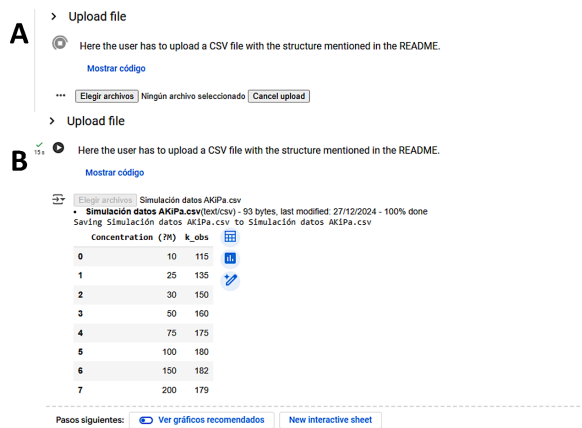 A
Upload file
Here the user has to upload a CSV file with the structure mentioned in the README.
Mostrar código
Elegir archivos Ningún archivo seleccionado Cancel upload
Upload file
B 15 s Here the user has to upload a CSV file with the structure mentioned in the README.
Mostrar código
Elegir archivos Simulación datos AKiPa.csv
• Simulación datos AKiPa.csv(text/csv) - 93 bytes, last modified: 27/12/2024 - 100% done
Saving Simulación datos AKiPa.csv to Simulación datos AKiPa.csv
Concentration (?M) k_obs
0 10 115
1 25 135
2 30 150
3 50 160
4 75 175
5 100 180
6 150 182
7 200 179
Pasos siguientes: Ver gráficos recomendados New interactive sheet